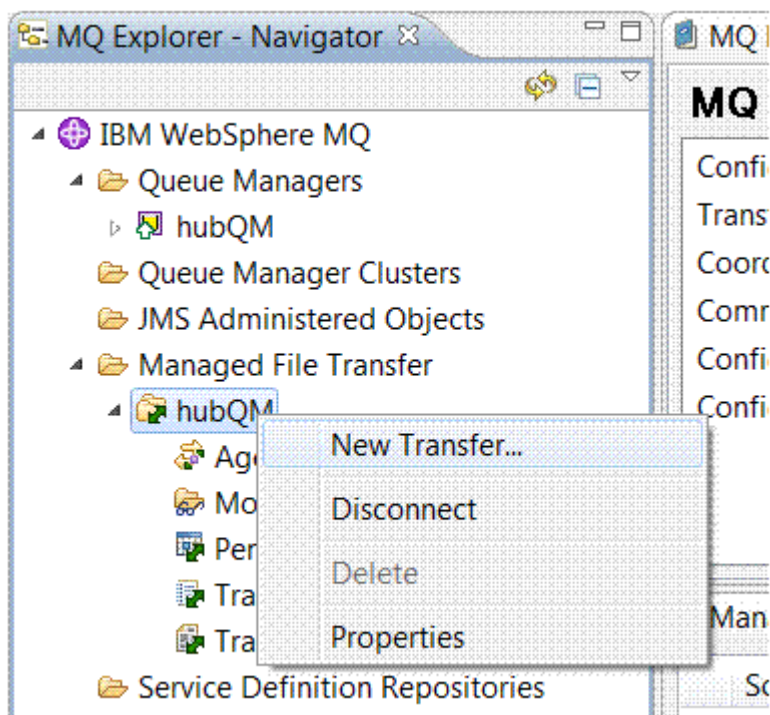 MQ Explorer - Navigator
MQ
IBM WebSphere MQ
Queue Managers
hubQM
Queue Manager Clusters
JMS Administered Objects
Managed File Transfer
hubQM
New Transfer...
Disconnect
Delete
Properties
Service Definition Repositories
MQ